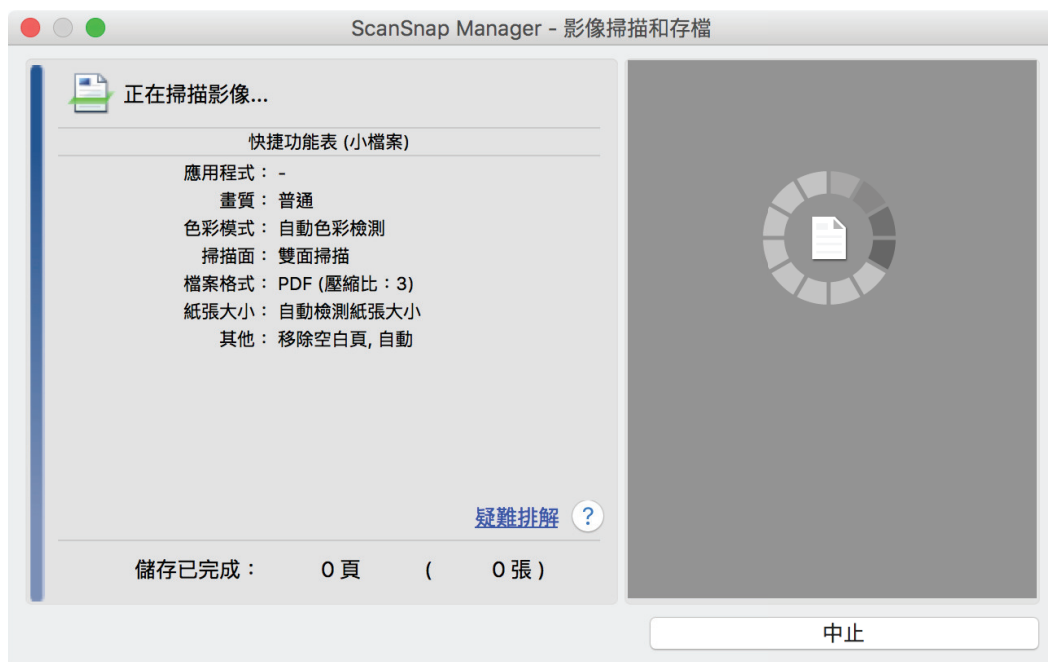 ScanSnap Manager - 影像掃描和存檔
正在掃描影像...
快捷功能表 (小檔案)
應用程式： -
畫質： 普通
色彩模式： 自動色彩檢測
掃描面： 雙面掃描
檔案格式： PDF (壓縮比：3)
紙張大小： 自動檢測紙張大小
其他： 移除空白頁, 自動
疑難排解 ?
儲存已完成： 0 頁 ( 0 張 )
中止